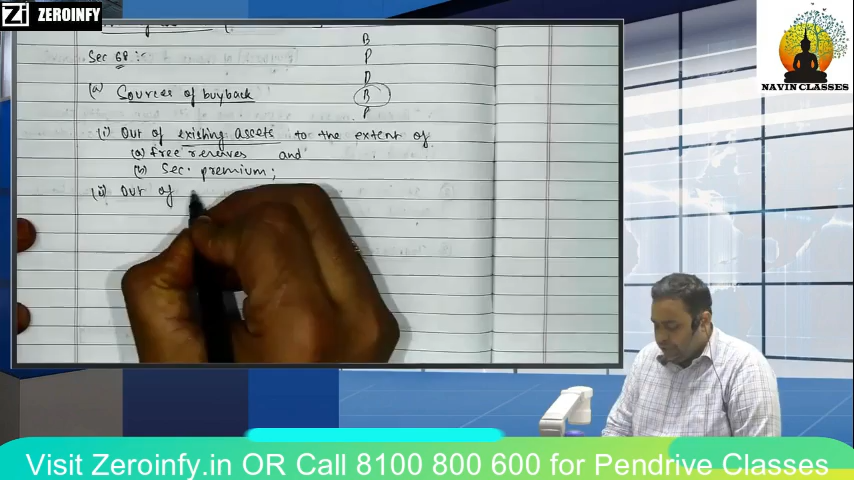 Zi ZEROINFY
B
Sec 68 :-
P
D
(a) Sources of buyback
B
P
(i) Out of existing assets to the extent of
(a) free reserves and
(b) Sec. premium;
(ii) Out of
NAVIN CLASSES
Visit Zeroinfy.in OR Call 8100 800 600 for Pendrive Classes